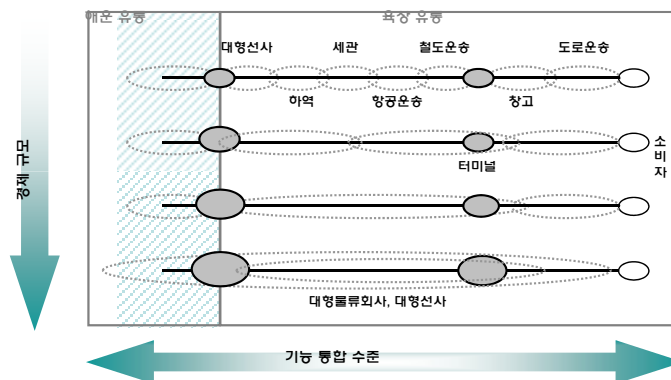 해운 유통
육상 유통
대형선사
세관
철도운송
도로운송
하역
항공운송
창고
터미널
소비자
경제 규모
대형물류회사, 대형선사
기능 통합 수준